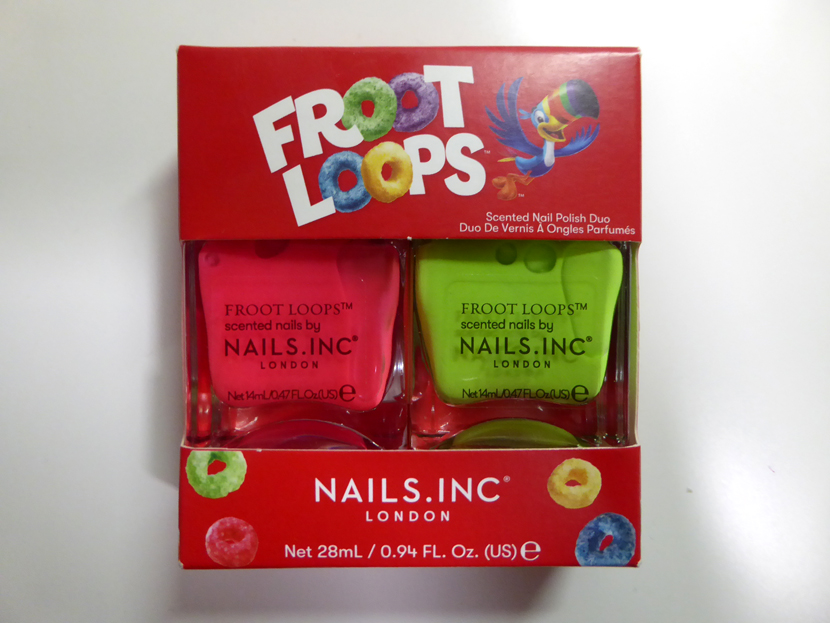 FROOT
LOOPS™
™
Scented Nail Polish Duo
Duo De Vernis À Ongles Parfumés
FROOT LOOPS™
scented nails by
NAILS.INC®
LONDON
Net 14mL/0.47 FL.Oz.(US) ℮
FROOT LOOPS™
scented nails by
NAILS.INC®
LONDON
Net 14mL/0.47 FL.Oz.(US) ℮
NAILS.INC®
LONDON
Net 28mL / 0.94 FL. Oz. (US) ℮